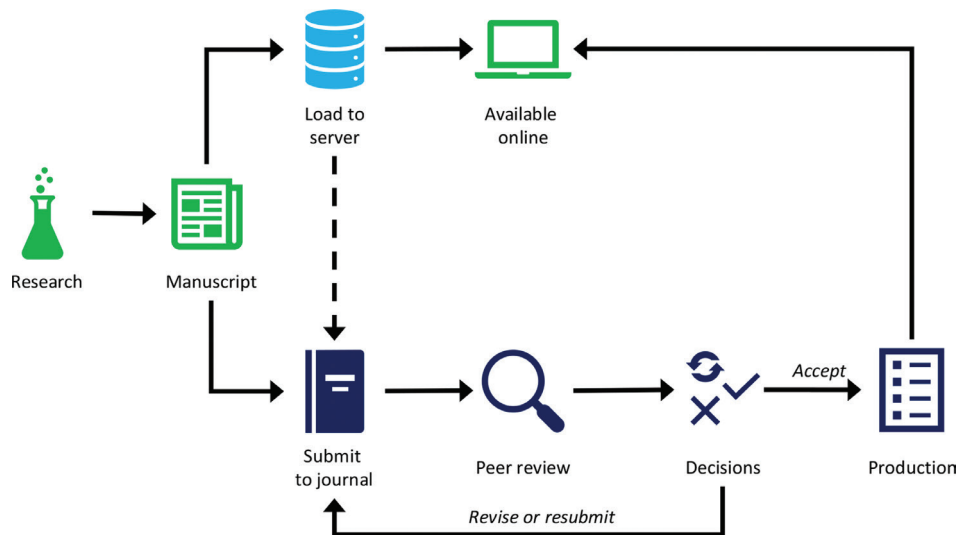 Load to
server
Available
online
Research
Manuscript
Accept
Submit
to journal
Peer review
Decisions
Production
Revise or resubmit